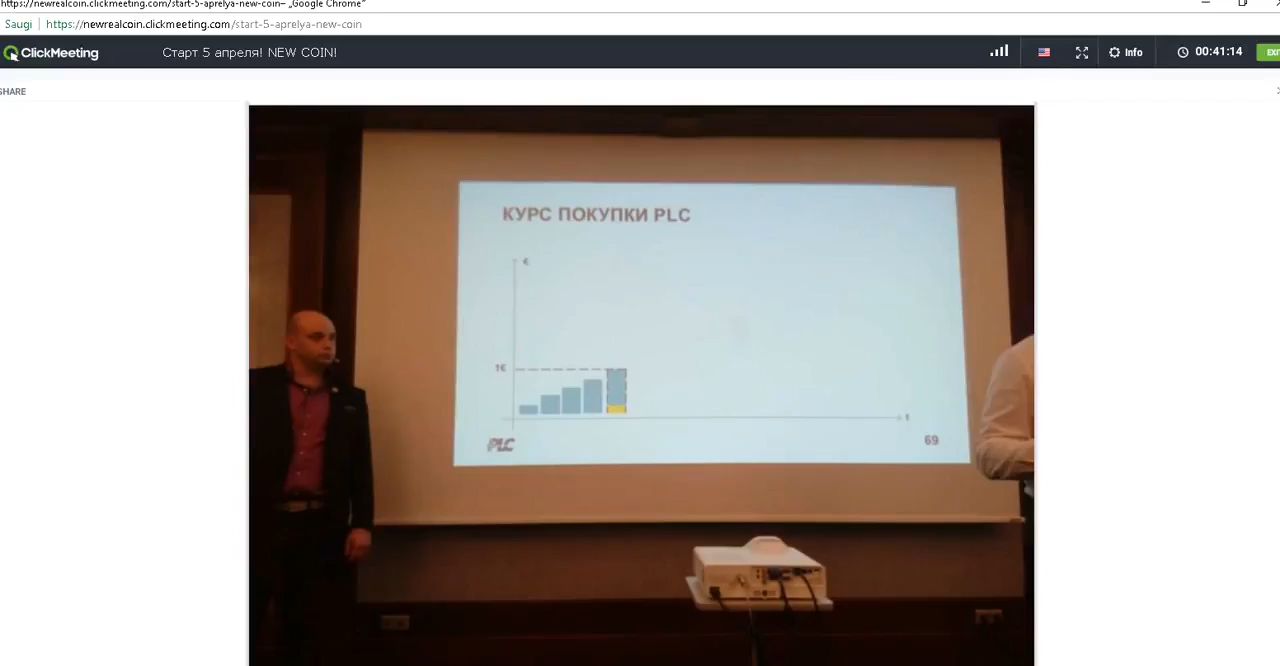 https://newrealcoin.clickmeeting.com/start-5-aprelya-new-coin– „Google Chrome"
Saugi https://newrealcoin.clickmeeting.com/start-5-aprelya-new-coin
ClickMeeting Старт 5 апреля! NEW COIN! Info 00:41:14
SHARE
КУРС ПОКУПКИ PLC
€
1€
t
PLC
69